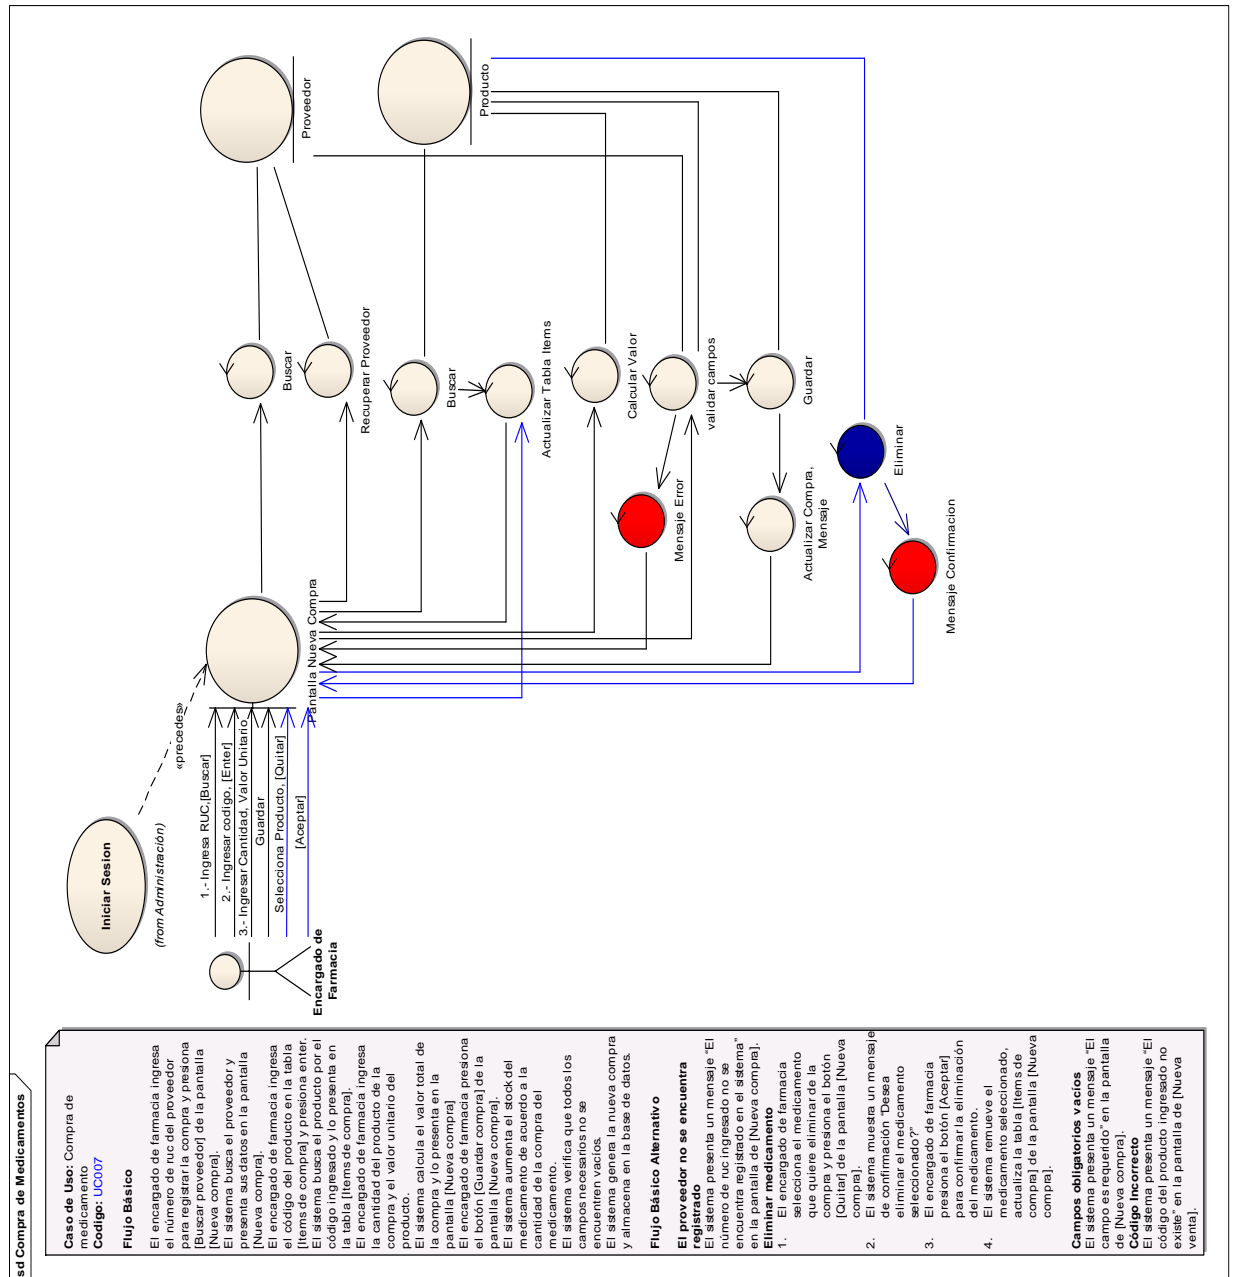 sd Compra de Medicamentos
Caso de Uso: Compra de
medicamento
Codigo: UC007
Flujo Básico
El encargado de farmacia ingresa
el número de ruc del proveedor
para registrar la compra y presiona
[Buscar proveedor] de la pantalla
[Nueva compra].
El sistema busca el proveedor y
presenta sus datos en la pantalla
[Nueva compra].
El encargado de farmacia ingresa
el código del producto en la tabla
[Items de compra] y presiona enter.
El sistema busca el producto por el
código ingresado y lo presenta en
la tabla [Items de compra].
El encargado de farmacia ingresa
la cantidad del producto de la
compra y el valor unitario del
producto.
El sistema calcula el valor total de
la compra y lo presenta en la
pantalla [Nueva compra]
El encargado de farmacia presiona
el botón [Guardar compra] de la
pantalla [Nueva compra].
El sistema aumenta el stock del
medicamento de acuerdo a la
cantidad de la compra del
medicamento.
El sistema verifica que todos los
campos necesarios no se
encuentren vacíos.
El sistema genera la nueva compra
y almacena en la base de datos.
Flujo Básico Alternativo
El proveedor no se encuentra
registrado
El sistema presenta un mensaje “El
número de ruc ingresado no se
encuentra registrado en el sistema”
en la pantalla de [Nueva compra].
Eliminar medicamento
1. El encargado de farmacia
selecciona el medicamento
que quiere eliminar de la
compra y presiona el botón
[Quitar] de la pantalla [Nueva
compra].
2. El sistema muestra un mensaje
de confirmación “Desea
eliminar el medicamento
seleccionado?”
3. El encargado de farmacia
presiona el botón [Aceptar]
para confirmar la eliminación
del medicamento.
4. El sistema remueve el
medicamento seleccionado,
actualiza la tabla [Items de
compra] de la pantalla [Nueva
compra].
Campos obligatorios vacios
El sistema presenta un mensaje “El
campo es requerido” en la pantalla
de [Nueva compra].
Código Incorrecto
El sistema presenta un mensaje “El
código del producto ingresado no
existe” en la pantalla de [Nueva
venta].
Iniciar Sesion
(from Administración)
«precedes»
Encargado de
Farmacia
1.- Ingresa RUC,[Buscar]
2.- Ingresar codigo, [Enter]
3.- Ingresar Cantidad, Valor Unitario
Guardar
Selecciona Producto, [Quitar]
[Aceptar]
Pantalla Nueva Compra
Buscar
Recuperar Proveedor
Buscar
Actualizar Tabla Items
Calcular Valor
validar campos
Guardar
Mensaje Error
Actualizar Compra,
Mensaje
Eliminar
Mensaje Confirmacion
Proveedor
Producto